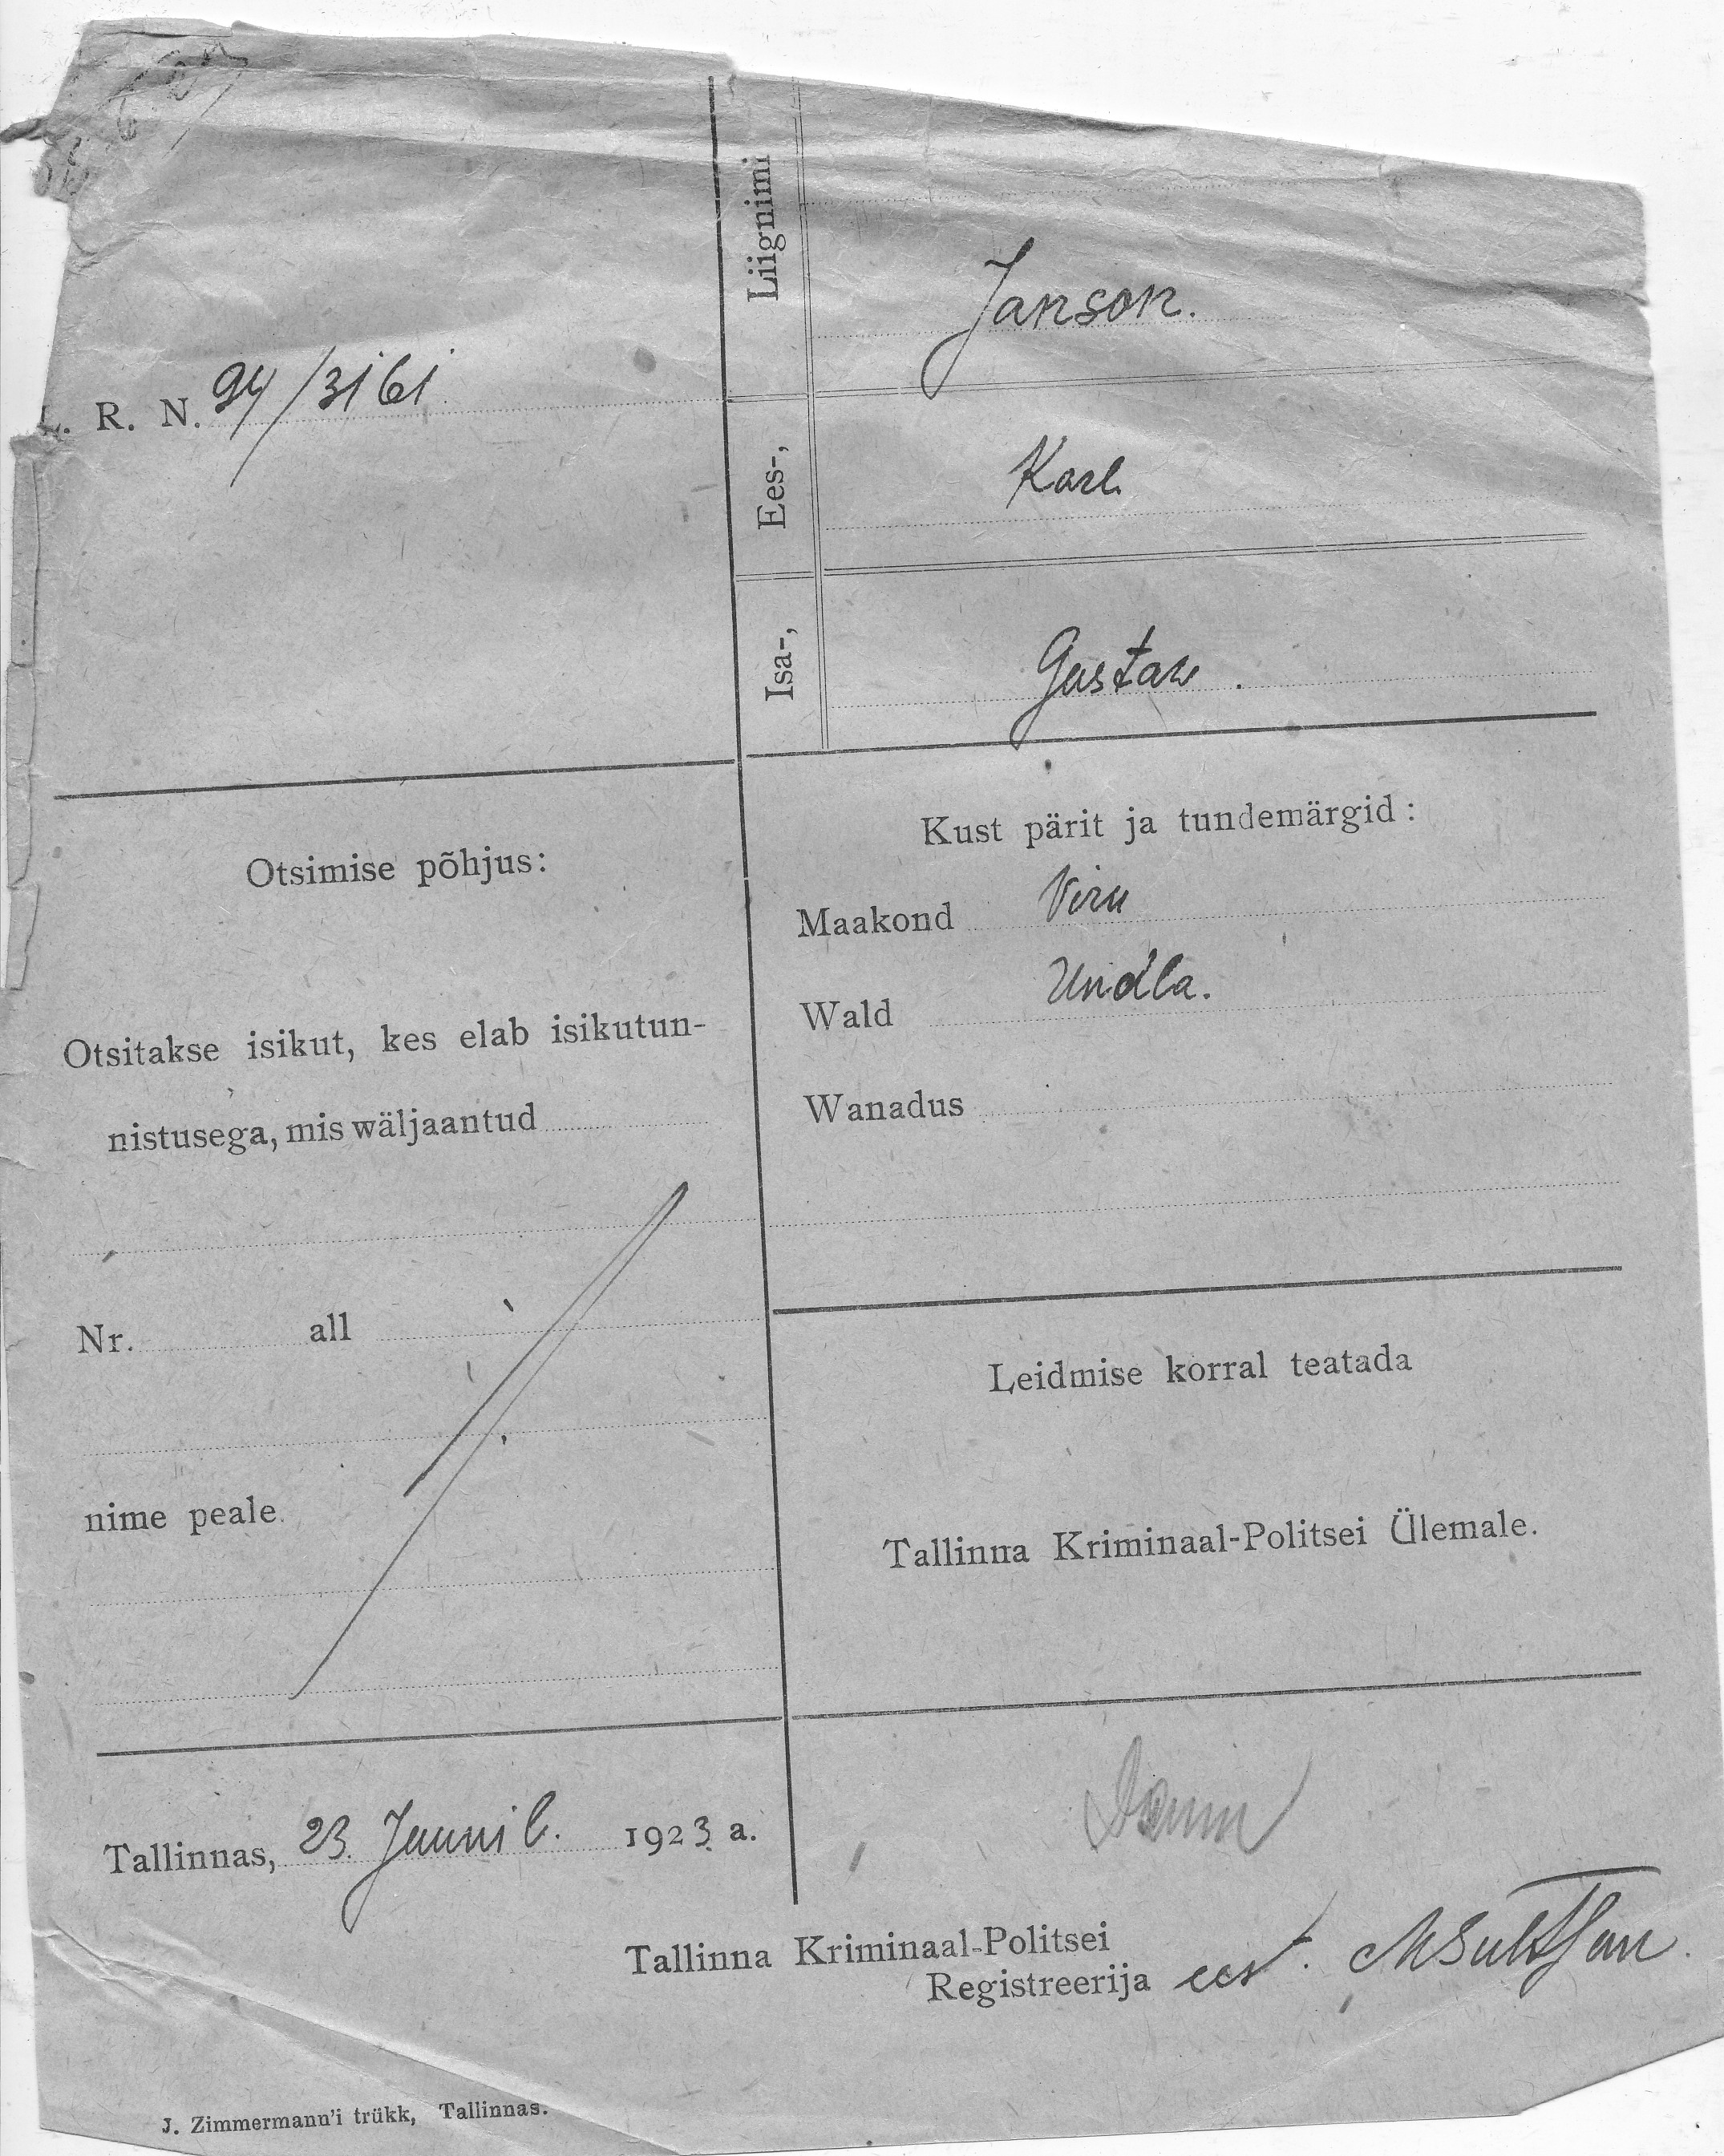 R. N. 94/3161
Liignimi
Janson.
Ees-,
Karl
Isa-,
Gustaw.
Otsimise põhjus:
Otsitakse isikut, kes elab isikutun-
nistusega, mis wäljaantud
Nr. all
nime peale.
Kust pärit ja tundemärgid:
Maakond Viru
Wald Undla.
Wanadus
Leidmise korral teatada
Tallinna Kriminaal-Politsei Ülemale.
Tallinnas, 23. Juunil. 1923 a.
Tallinna Kriminaal-Politsei
Registreerija eest.
J. Zimmermann'i trükk, Tallinnas.